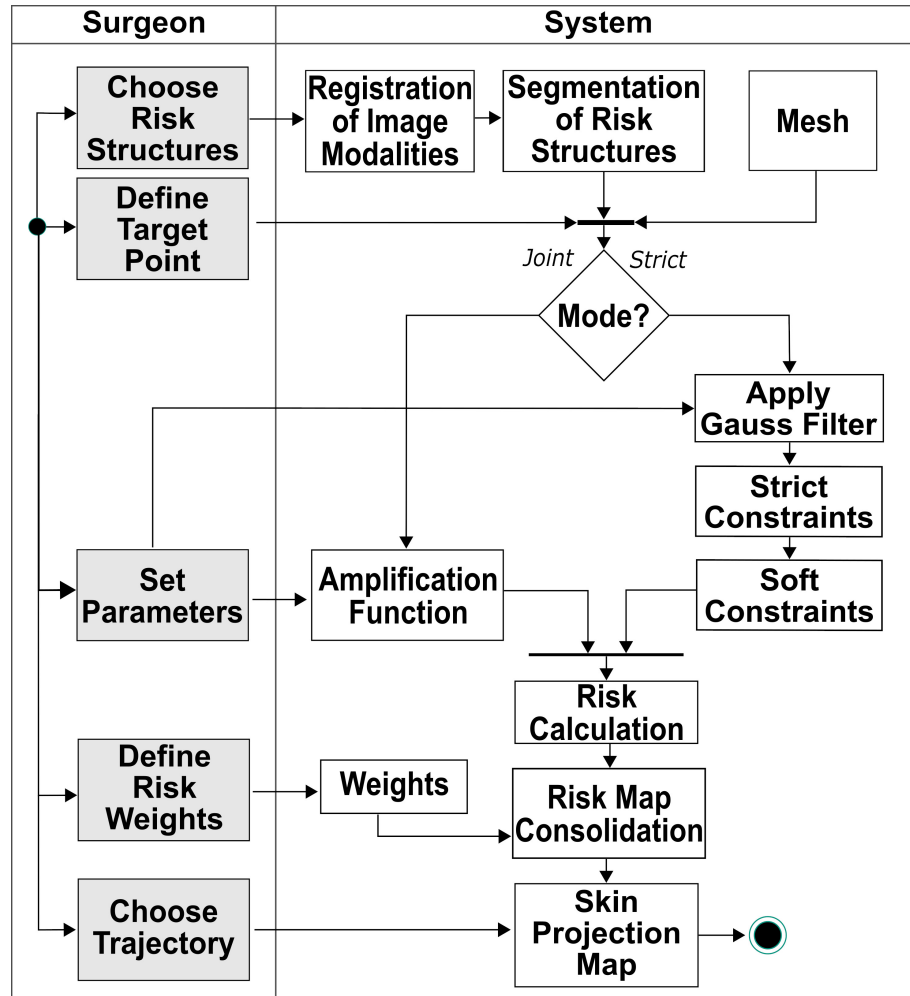 Surgeon
System
Choose
Risk
Structures
Registration
of Image
Modalities
Segmentation
of Risk
Structures
Mesh
Define
Target
Point
Joint
Strict
Mode?
Apply
Gauss Filter
Strict
Constraints
Set
Parameters
Amplification
Function
Soft
Constraints
Risk
Calculation
Define
Risk
Weights
Weights
Risk Map
Consolidation
Choose
Trajectory
Skin
Projection
Map